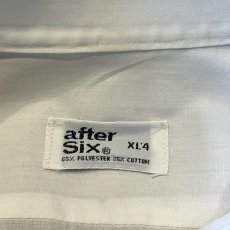 after
Six® XL'4
65% POLYESTER 35% COTTON